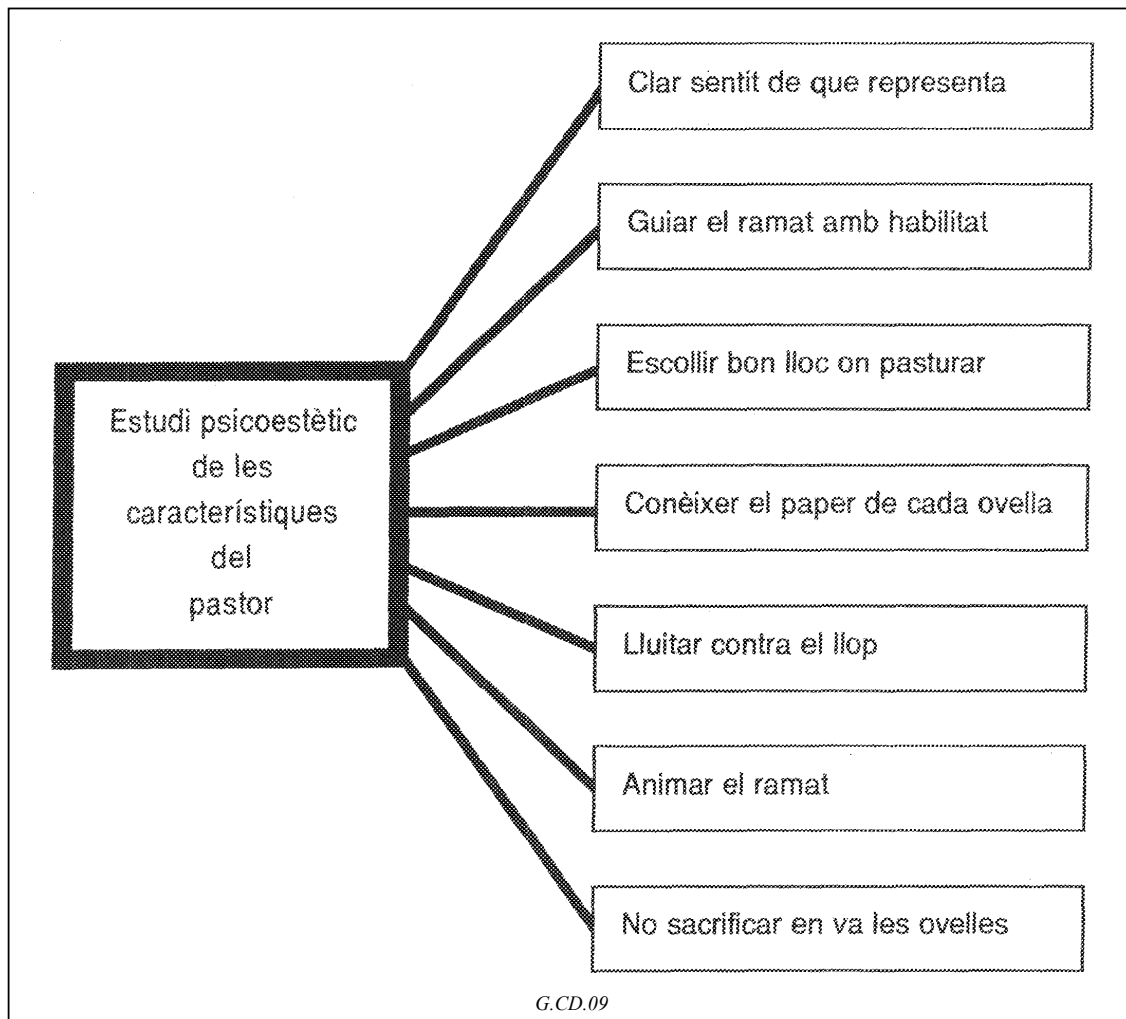 Clar sentit de que representa
Guiar el ramat amb habilitat
Escollir bon lloc on pasturar
Estudi psicoestètic
de les
característiques
del
pastor
Conèixer el paper de cada ovella
Lluitar contra el llop
Animar el ramat
No sacrificar en va les ovelles
G.CD.09